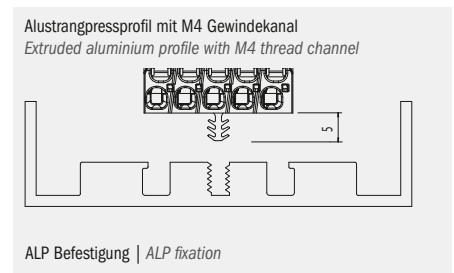 Alustrangpressprofil mit M4 Gewindekanal
Extruded aluminium profile with M4 thread channel
5
ALP Befestigung | ALP fixation